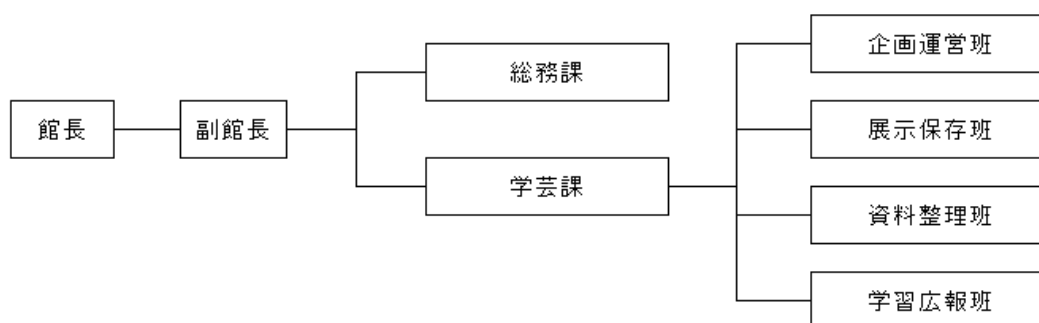 館長
副館長
総務課
学芸課
企画運営班
展示保存班
資料整理班
学習広報班